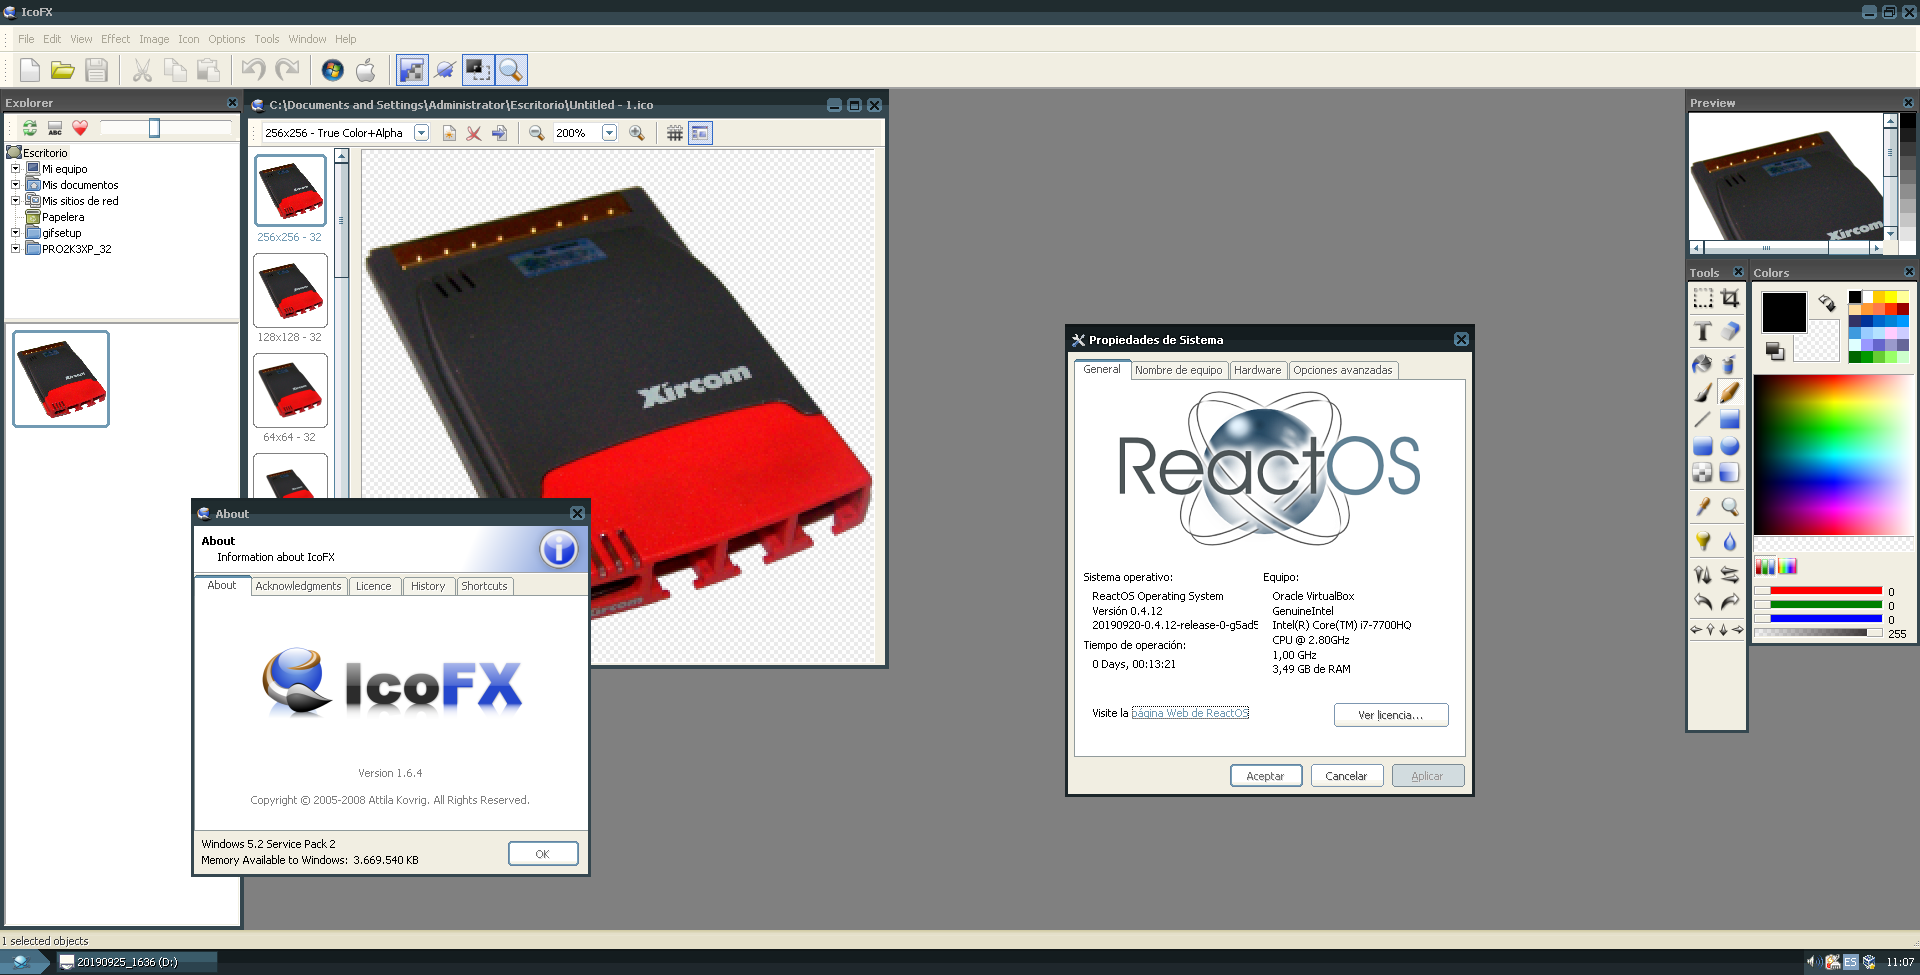 IcoFX
File Edit View Effect Image Icon Options Tools Window Help
Explorer
ABC
Escritorio
Mi equipo
Mis documentos
Mis sitios de red
Papelera
gifsetup
PRO2K3XP_32
C:\Documents and Settings\Administrator\Escritorio\Untitled - 1.ico
256x256 - True Color+Alpha
200%
256x256 - 32
128x128 - 32
64x64 - 32
Xircom
Xircom
About
About
Information about IcoFX
About Acknowledgments Licence History Shortcuts
IcoFX
Version 1.6.4
Copyright © 2005-2008 Attila Kovrig. All Rights Reserved.
Windows 5.2 Service Pack 2
Memory Available to Windows: 3.669.540 KB
OK
Propiedades de Sistema
General Nombre de equipo Hardware Opciones avanzadas
ReactOS
Sistema operativo:
ReactOS Operating System
Versión 0.4.12
20190920-0.4.12-release-0-g5ad5
Tiempo de operación:
0 Days, 00:13:21
Equipo:
Oracle VirtualBox
GenuineIntel
Intel(R) Core(TM) i7-7700HQ
CPU @ 2.80GHz
1,00 GHz
3,49 GB de RAM
Visite la página Web de ReactOS
Ver licencia...
Aceptar Cancelar Aplicar
Preview
Xircom
Tools
Colors
0
0
0
255
1 selected objects
20190925_1636 (D:)
ES
11:07